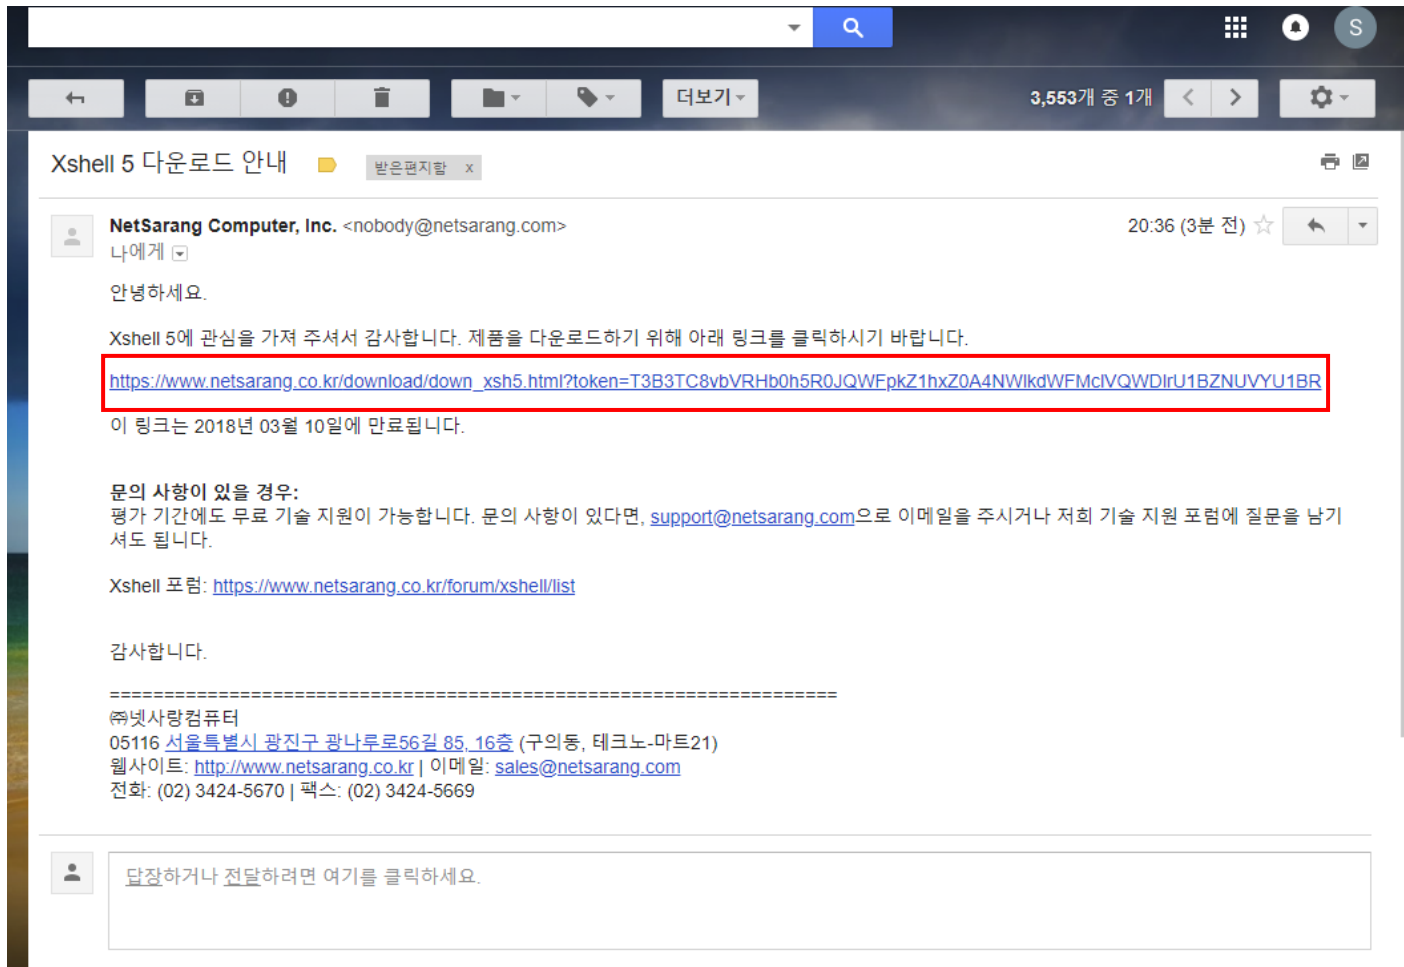 S
더보기
3,553개 중 1개
Xshell 5 다운로드 안내
받은편지함 x
NetSarang Computer, Inc. <nobody@netsarang.com>
20:36 (3분 전)
나에게
안녕하세요.
Xshell 5에 관심을 가져 주셔서 감사합니다. 제품을 다운로드하기 위해 아래 링크를 클릭하시기 바랍니다.
https://www.netsarang.co.kr/download/down_xsh5.html?token=T3B3TC8vbVRHb0h5R0JQWFpkZ1hxZ0A4NWlkdWFMclVQWDlrU1BZNUVYU1BR
이 링크는 2018년 03월 10일에 만료됩니다.
문의 사항이 있을 경우:
평가 기간에도 무료 기술 지원이 가능합니다. 문의 사항이 있다면, support@netsarang.com으로 이메일을 주시거나 저희 기술 지원 포럼에 질문을 남기
셔도 됩니다.
Xshell 포럼: https://www.netsarang.co.kr/forum/xshell/list
감사합니다.
===================================================================
㈜넷사랑컴퓨터
05116 서울특별시 광진구 광나루로56길 85, 16층 (구의동, 테크노-마트21)
웹사이트: http://www.netsarang.co.kr | 이메일: sales@netsarang.com
전화: (02) 3424-5670 | 팩스: (02) 3424-5669
답장하거나 전달하려면 여기를 클릭하세요.